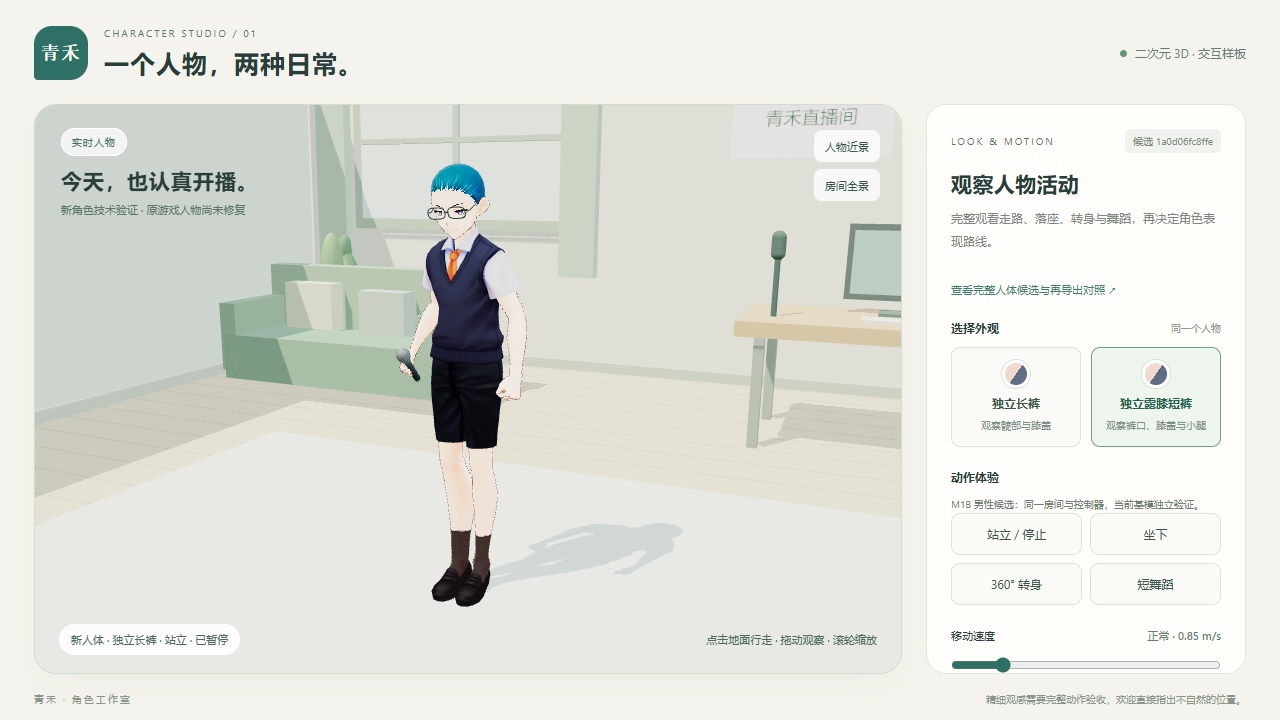 青禾
CHARACTER STUDIO / 01
一个人物，两种日常。
二次元 3D · 交互样板
实时人物
今天，也认真开播。
新角色技术验证 · 原游戏人物尚未修复
青禾直播间
人物近景
房间全景
新人体 · 独立长裤 · 站立 · 已暂停
点击地面行走 · 拖动观察 · 滚轮缩放
LOOK & MOTION
候选 1a0d06fc8ffe
观察人物活动
完整观看走路、落座、转身与舞蹈，再决定角色表
现路线。
查看完整人体候选与再导出对照 ↗
选择外观
同一个人物
独立长裤
观察髋部与膝盖
独立露膝短裤
观察裤口、膝盖与小腿
动作体验
M1B 男性候选：同一房间与控制器，当前基模独立验证。
站立 / 停止
坐下
360° 转身
短舞蹈
移动速度
正常 · 0.85 m/s
青禾 · 角色工作室
精细观感需要完整动作验收，欢迎直接指出不自然的位置。